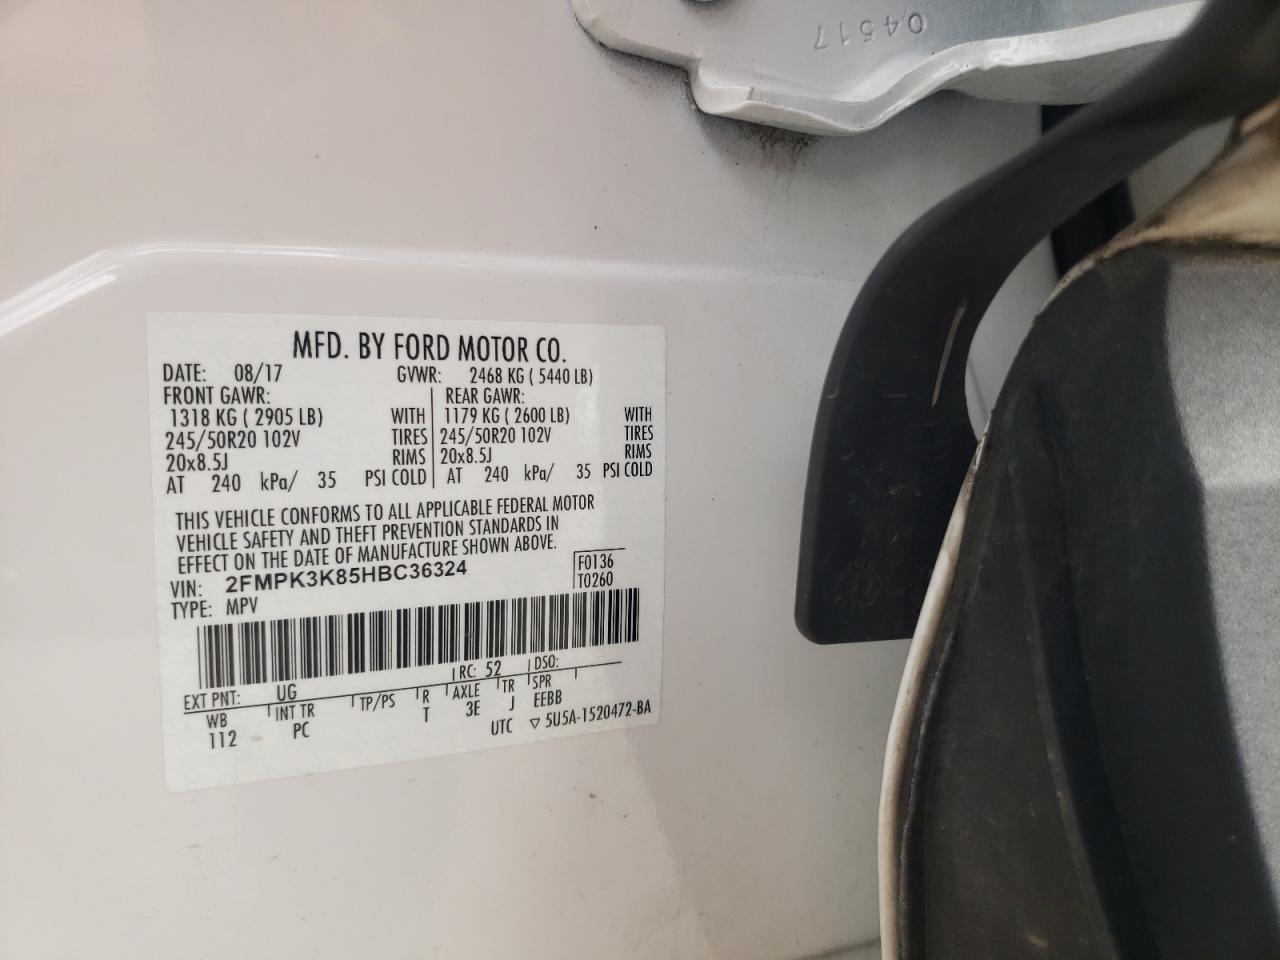 04517
MFD. BY FORD MOTOR CO.
DATE: 08/17 GVWR: 2468 KG ( 5440 LB)
FRONT GAWR: REAR GAWR:
1318 KG ( 2905 LB) WITH 1179 KG ( 2600 LB) WITH
245/50R20 102V TIRES 245/50R20 102V TIRES
20x8.5J RIMS 20x8.5J RIMS
AT 240 kPa/ 35 PSI COLD AT 240 kPa/ 35 PSI COLD
THIS VEHICLE CONFORMS TO ALL APPLICABLE FEDERAL MOTOR
VEHICLE SAFETY AND THEFT PREVENTION STANDARDS IN
EFFECT ON THE DATE OF MANUFACTURE SHOWN ABOVE.
VIN: 2FMPK3K85HBC36324 F0136
TYPE: MPV T0260
EXT PNT: UG RC: 52 DSO:
WB INT TR TP/PS R AXLE TR SPR
112 PC T 3E J EEBB
UTC ▽ 5U5A-1520472-BA